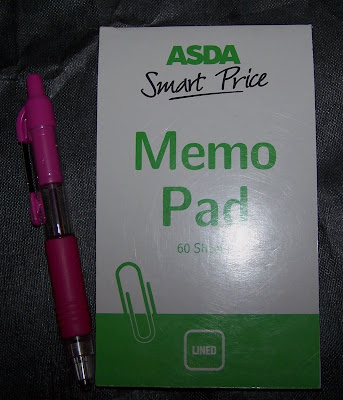 ASDA
Smart Price
Memo
Pad
60
LINED